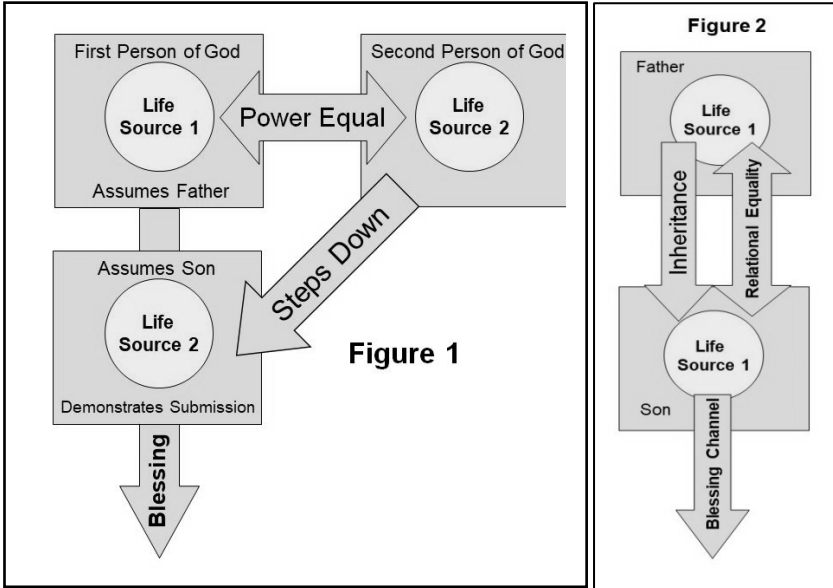 First Person of God
Second Person of God
Life
Source 1
Power Equal
Life
Source 2
Assumes Father
Steps Down
Assumes Son
Life
Source 2
Demonstrates Submission
Blessing
Figure 1
Figure 2
Father
Life
Source 1
Inheritance
Relational Equality
Life
Source 1
Son
Blessing Channel